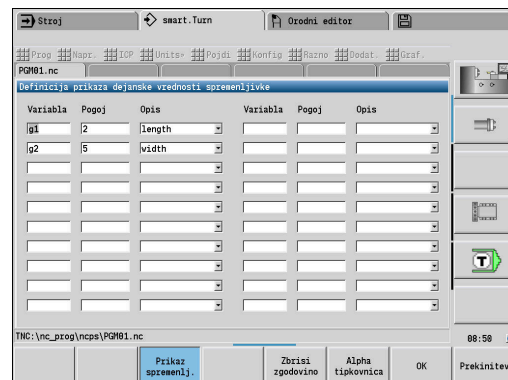 Stroj smart.Turn Orodni editor
Prog Napr. ICP Units» Pojdi Konfig Razno Dodat. Graf.
PGM01.nc
Definicija prikaza dejanske vrednosti spremenljivke
Variabla Pogoj Opis Variabla Pogoj Opis
g1 2 length
g2 5 width
T
TNC:\nc_prog\ncps\PGM01.nc 08:50
Prikaz spremenlj. Zbrisi zgodovino Alpha tipkovnica OK Prekinitev